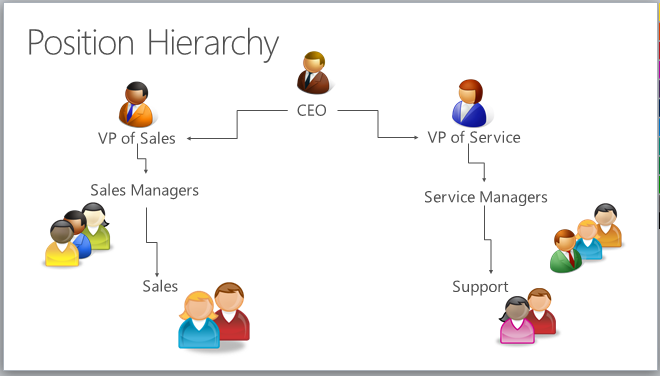 Position Hierarchy
CEO
VP of Sales
VP of Service
Sales Managers
Service Managers
Sales
Support